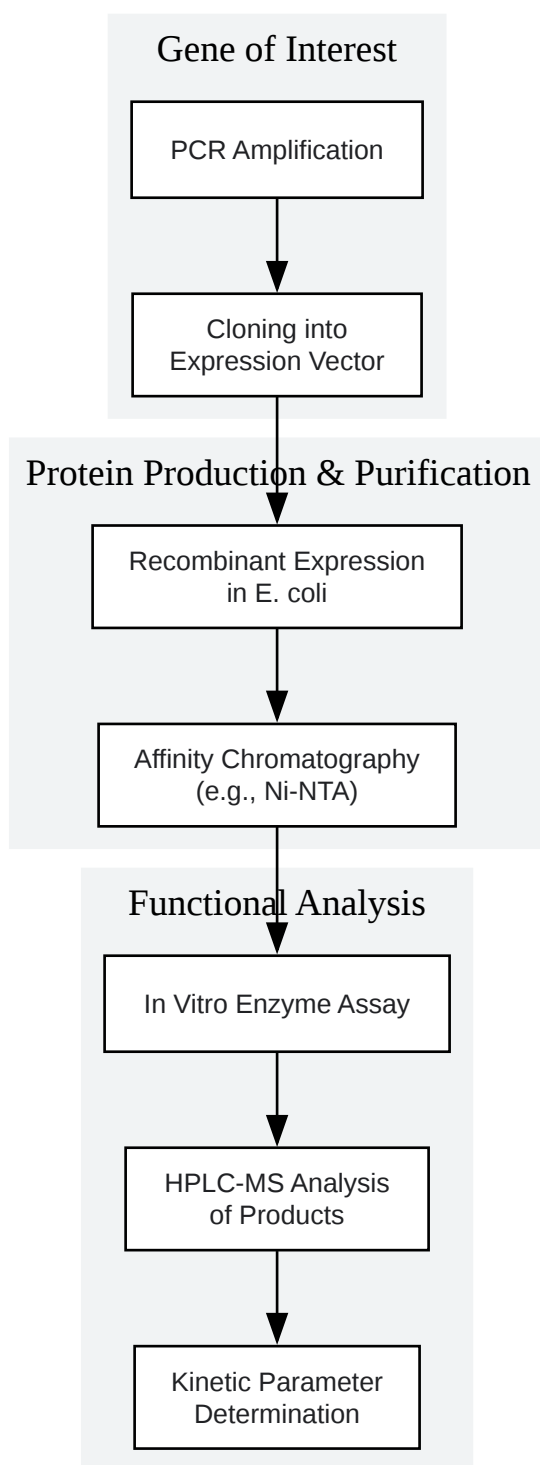 Gene of Interest
PCR Amplification
Cloning into
Expression Vector
Protein Production & Purification
Recombinant Expression
in E. coli
Affinity Chromatography
(e.g., Ni-NTA)
Functional Analysis
In Vitro Enzyme Assay
HPLC-MS Analysis
of Products
Kinetic Parameter
Determination